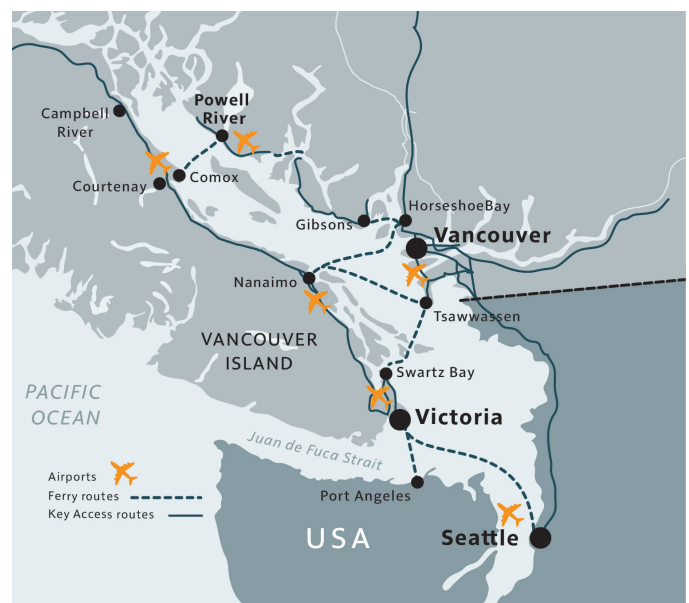 Powell
River
Campbell
River
Comox
Courtenay
HorseshoeBay
Gibsons
Vancouver
Nanaimo
Tsawwassen
VANCOUVER
ISLAND
Swartz Bay
PACIFIC
OCEAN
Victoria
Juan de Fuca Strait
Airports
Ferry routes
Key Access routes
Port Angeles
USA
Seattle